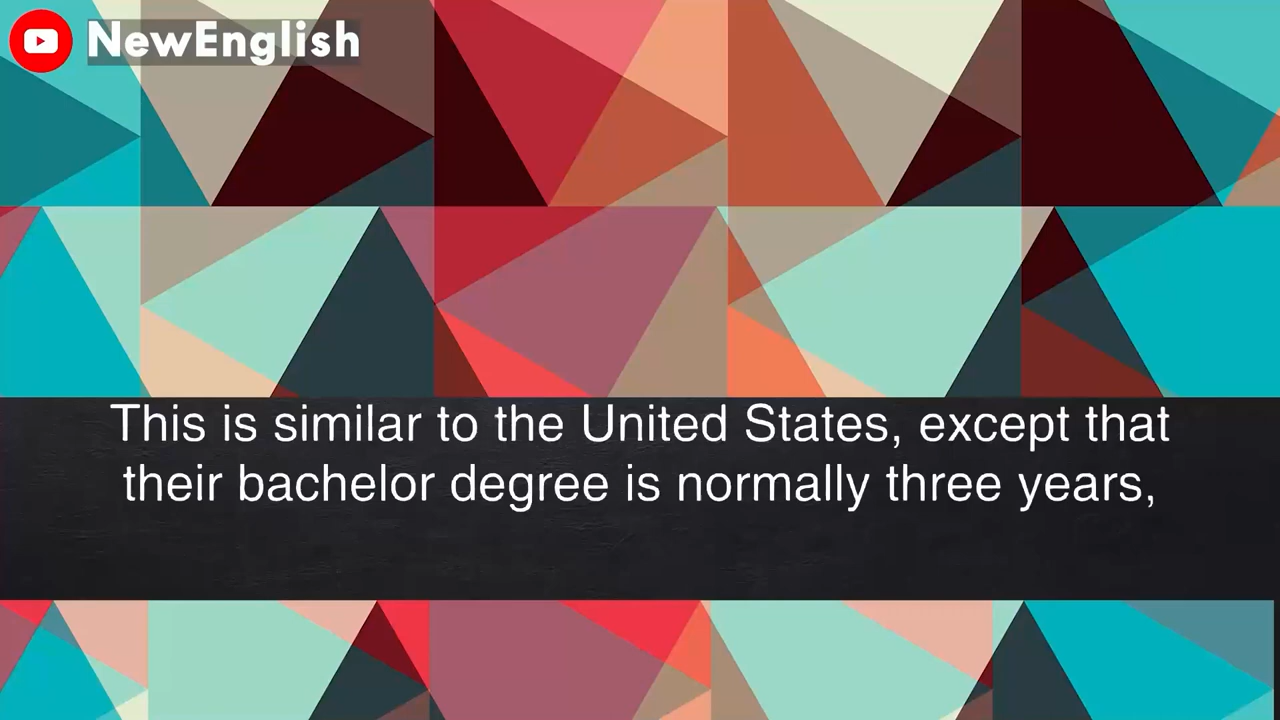 NewEnglish
This is similar to the United States, except that
their bachelor degree is normally three years,